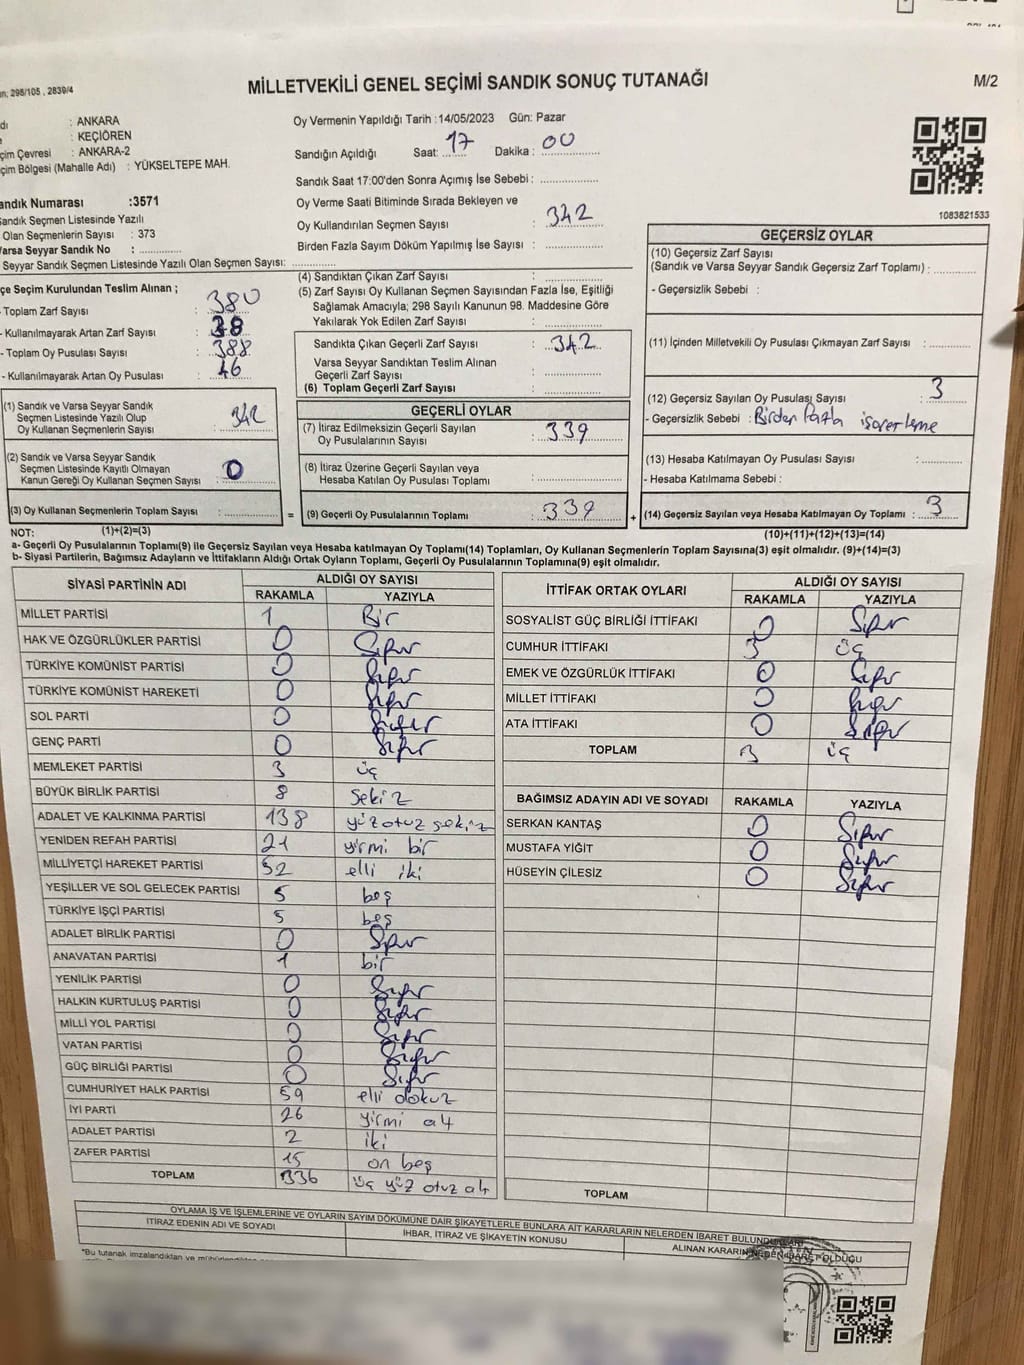 MİLLETVEKİLİ GENEL SEÇİMİ SANDIK SONUÇ TUTANAĞI
M/2
298/105 , 2839/4
: ANKARA
: KEÇİÖREN
çim Çevresi : ANKARA-2
çim Bölgesi (Mahalle Adı) : YÜKSELTEPE MAH.
andık Numarası :3571
Sandık Seçmen Listesinde Yazılı
Olan Seçmenlerin Sayısı : 373
Varsa Seyyar Sandık No : ..............
Seyyar Sandık Seçmen Listesinde Yazılı Olan Seçmen Sayısı: ..............
Oy Vermenin Yapıldığı Tarih :14/05/2023 Gün: Pazar
Sandığın Açıldığı Saat: 17 Dakika : 00
Sandık Saat 17:00'den Sonra Açımış İse Sebebi : ..............
Oy Verme Saati Bitiminde Sırada Bekleyen ve
Oy Kullandırılan Seçmen Sayısı : 342
Birden Fazla Sayım Döküm Yapılmış İse Sayısı : ..............
1083821533
çe Seçim Kurulundan Teslim Alınan ;
- Toplam Zarf Sayısı : 380
- Kullanılmayarak Artan Zarf Sayısı : 38
- Toplam Oy Pusulası Sayısı : 388
- Kullanılmayarak Artan Oy Pusulası : 46
(1) Sandık ve Varsa Seyyar Sandık
Seçmen Listesinde Yazılı Olup
Oy Kullanan Seçmenlerin Sayısı : 342
(2) Sandık ve Varsa Seyyar Sandık
Seçmen Listesinde Kayıtlı Olmayan
Kanun Gereği Oy Kullanan Seçmen Sayısı : 0
(3) Oy Kullanan Seçmenlerin Toplam Sayısı : ..............
(4) Sandıktan Çıkan Zarf Sayısı : ..............
(5) Zarf Sayısı Oy Kullanan Seçmen Sayısından Fazla İse, Eşitliği
Sağlamak Amacıyla; 298 Sayılı Kanunun 98. Maddesine Göre
Yakılarak Yok Edilen Zarf Sayısı : ..............
Sandıkta Çıkan Geçerli Zarf Sayısı : 342
Varsa Seyyar Sandıktan Teslim Alınan
Geçerli Zarf Sayısı : ..............
(6) Toplam Geçerli Zarf Sayısı : ..............
GEÇERLİ OYLAR
(7) İtiraz Edilmeksizin Geçerli Sayılan
Oy Pusulalarının Sayısı : 339
(8) İtiraz Üzerine Geçerli Sayılan veya
Hesaba Katılan Oy Pusulası Toplamı : ..............
= (9) Geçerli Oy Pusulalarının Toplamı : 339 +
GEÇERSİZ OYLAR
(10) Geçersiz Zarf Sayısı
(Sandık ve Varsa Seyyar Sandık Geçersiz Zarf Toplamı) : ..............
- Geçersizlik Sebebi :
(11) İçinden Milletvekili Oy Pusulası Çıkmayan Zarf Sayısı : ..............
(12) Geçersiz Sayılan Oy Pusulası Sayısı : 3
- Geçersizlik Sebebi : Birden Fazla işaretleme
(13) Hesaba Katılmayan Oy Pusulası Sayısı : ..............
- Hesaba Katılmama Sebebi :
(14) Geçersiz Sayılan veya Hesaba Katılmayan Oy Toplamı : 3
NOT: (1)+(2)=(3)
(10)+(11)+(12)+(13)=(14)
a- Geçerli Oy Pusulalarının Toplamı(9) ile Geçersiz Sayılan veya Hesaba katılmayan Oy Toplamı(14) Toplamları, Oy Kullanan Seçmenlerin Toplam Sayısına(3) eşit olmalıdır. (9)+(14)=(3)
b- Siyasi Partilerin, Bağımsız Adayların ve İttifakların Aldığı Ortak Oyların Toplamı, Geçerli Oy Pusulalarının Toplamına(9) eşit olmalıdır.
SİYASİ PARTİNİN ADI ALDIĞI OY SAYISI
RAKAMLA YAZIYLA
MİLLET PARTİSİ 1 Bir
HAK VE ÖZGÜRLÜKLER PARTİSİ 0 Sıfır
TÜRKİYE KOMÜNİST PARTİSİ 0 Sıfır
TÜRKİYE KOMÜNİST HAREKETİ 0 Sıfır
SOL PARTİ 0 Sıfır
GENÇ PARTİ 0 Sıfır
MEMLEKET PARTİSİ 3 üç
BÜYÜK BİRLİK PARTİSİ 8 Sekiz
ADALET VE KALKINMA PARTİSİ 138 yüz otuz sekiz
YENİDEN REFAH PARTİSİ 21 yirmi bir
MİLLİYETÇİ HAREKET PARTİSİ 52 elli iki
YEŞİLLER VE SOL GELECEK PARTİSİ 5 beş
TÜRKİYE İŞÇİ PARTİSİ 5 beş
ADALET BİRLİK PARTİSİ 0 Sıfır
ANAVATAN PARTİSİ 1 bir
YENİLİK PARTİSİ 0 Sıfır
HALKIN KURTULUŞ PARTİSİ 0 Sıfır
MİLLİ YOL PARTİSİ 0 Sıfır
VATAN PARTİSİ 0 Sıfır
GÜÇ BİRLİĞİ PARTİSİ 0 Sıfır
CUMHURİYET HALK PARTİSİ 59 elli dokuz
İYİ PARTİ 26 yirmi altı
ADALET PARTİSİ 2 iki
ZAFER PARTİSİ 15 on beş
TOPLAM 336 üç yüz otuz altı
İTTİFAK ORTAK OYLARI ALDIĞI OY SAYISI
RAKAMLA YAZIYLA
SOSYALİST GÜÇ BİRLİĞİ İTTİFAKI 0 Sıfır
CUMHUR İTTİFAKI 3 üç
EMEK VE ÖZGÜRLÜK İTTİFAKI 0 Sıfır
MİLLET İTTİFAKI 0 Sıfır
ATA İTTİFAKI 0 Sıfır
TOPLAM 3 üç
BAĞIMSIZ ADAYIN ADI VE SOYADI RAKAMLA YAZIYLA
SERKAN KANTAŞ 0 Sıfır
MUSTAFA YİĞİT 0 Sıfır
HÜSEYİN ÇİLESİZ 0 Sıfır
TOPLAM
OYLAMA İŞ VE İŞLEMLERİNE VE OYLARIN SAYIM DÖKÜMÜNE DAİR ŞİKAYETLERLE BUNLARA AİT KARARLARIN NELERDEN İBARET BULUNDUĞU
İTİRAZ EDENİN ADI VE SOYADI İHBAR, İTİRAZ VE ŞİKAYETİN KONUSU ALINAN KARARIN NEDEN İBARET OLDUĞU
"Bu tutanak imzalandıktan ve